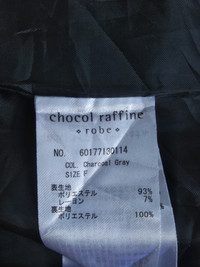 chocol raffine
・robe・
NO. 60177130114
COL. Charcoal Gray
SIZE F
表生地
ポリエステル 93%
レーヨン 7%
裏生地
ポリエステル 100%